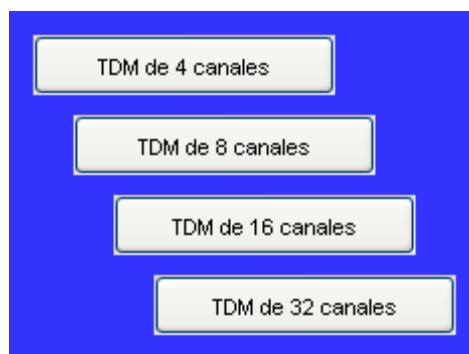 TDM de 4 canales
TDM de 8 canales
TDM de 16 canales
TDM de 32 canales